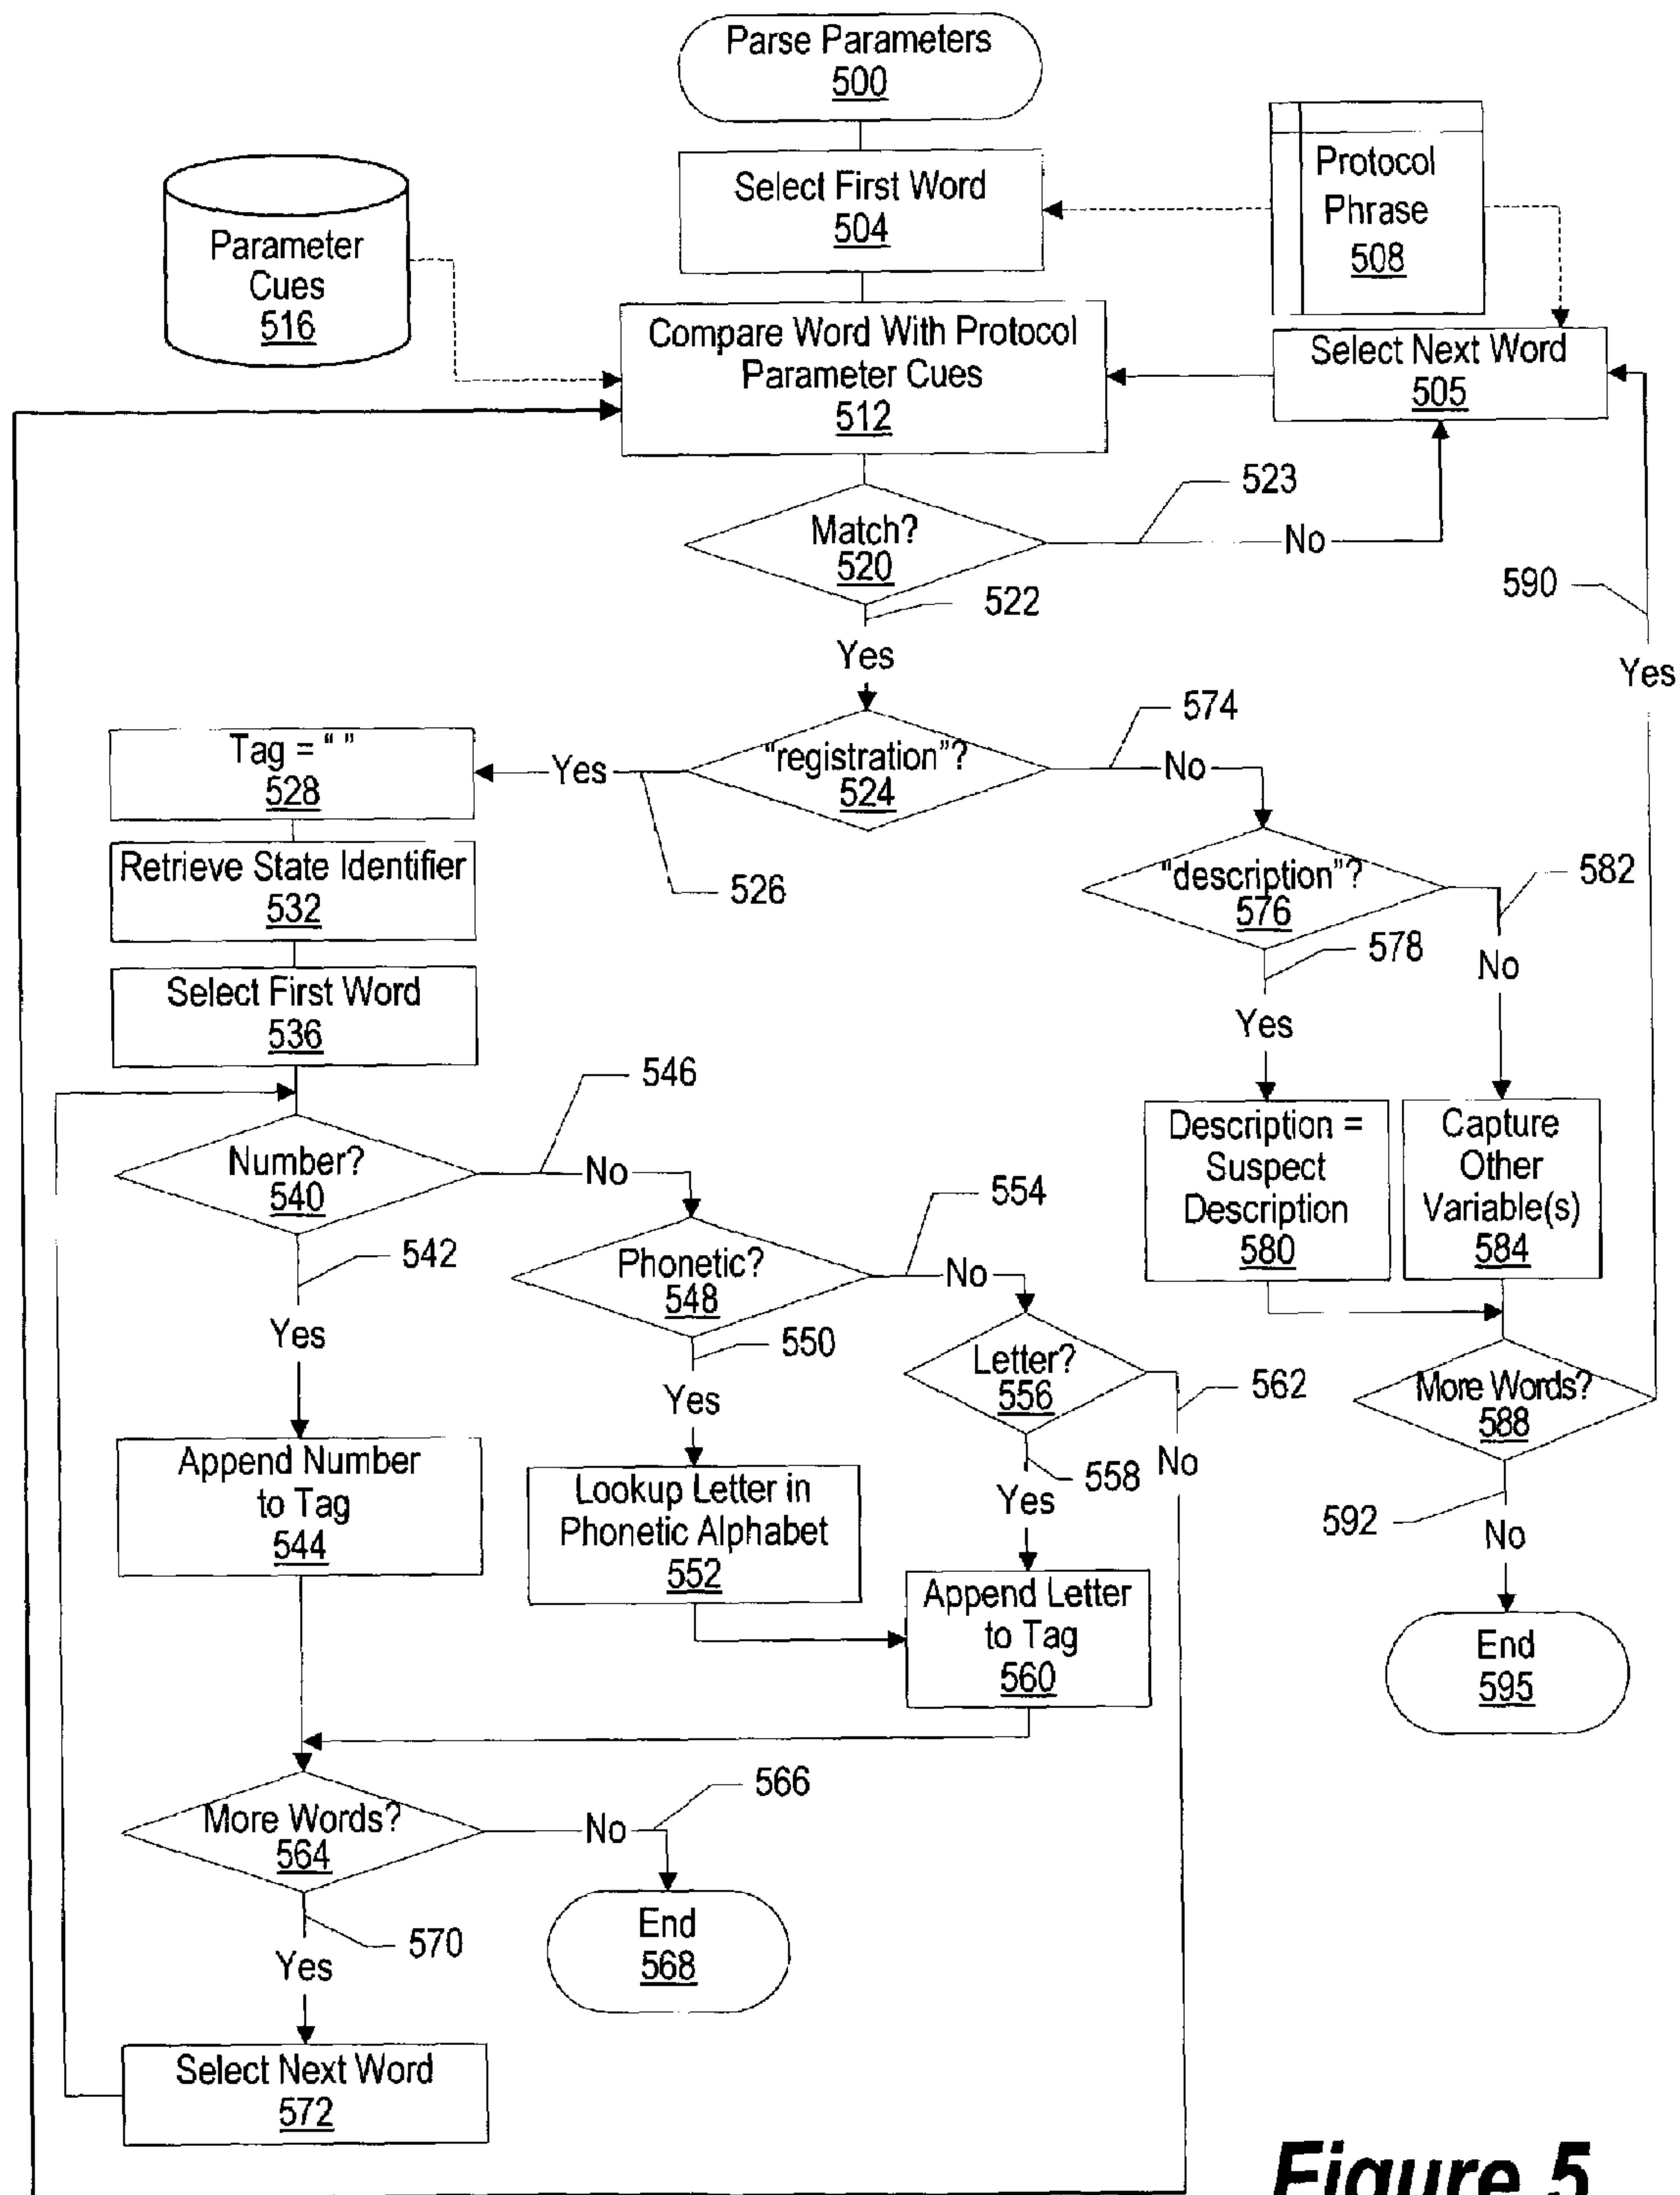 Parse Parameters
500
Select First Word
504
Protocol
Phrase
508
Parameter
Cues
516
Compare Word With Protocol
Parameter Cues
512
Select Next Word
505
523
Match?
520
No
522
590
Yes
Yes
574
Tag = “ ”
528
Yes
“registration”?
524
No
Retrieve State Identifier
532
526
“description”?
576
582
578
No
Select First Word
536
Yes
546
Number?
540
No
Description =
Suspect
Description
580
Capture
Other
Variable(s)
584
554
542
Phonetic?
548
No
550
Yes
Letter?
556
562
More Words?
588
Yes
558
No
Yes
592
No
Append Number
to Tag
544
Lookup Letter in
Phonetic Alphabet
552
Append Letter
to Tag
560
End
595
566
More Words?
564
No
570
Yes
End
568
Select Next Word
572
Figure 5